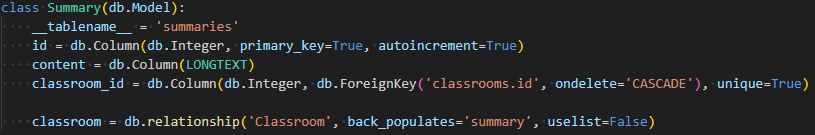 class Summary(db.Model):
    __tablename__ = 'summaries'
    id = db.Column(db.Integer, primary_key=True, autoincrement=True)
    content = db.Column(LONGTEXT)
    classroom_id = db.Column(db.Integer, db.ForeignKey('classrooms.id', ondelete='CASCADE'), unique=True)
    classroom = db.relationship('Classroom', back_populates='summary', uselist=False)